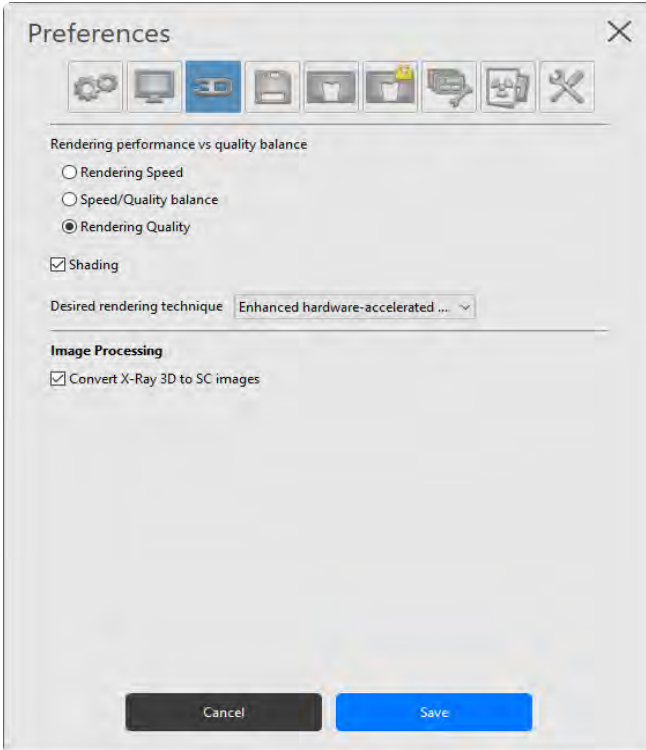 Preferences
3D
Rendering performance vs quality balance
Rendering Speed
Speed/Quality balance
Rendering Quality
Shading
Desired rendering technique Enhanced hardware-accelerated ...
Image Processing
Convert X-Ray 3D to SC images
Cancel Save